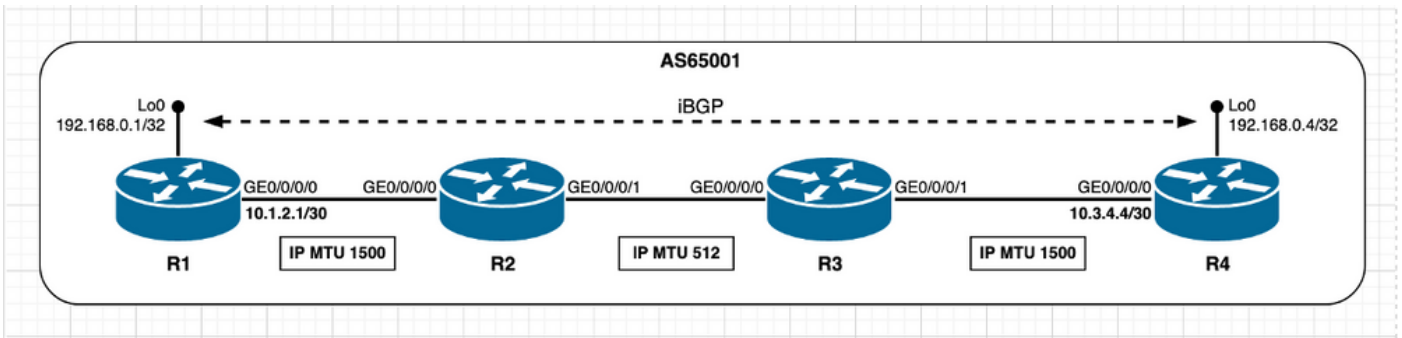 AS65001
Lo0
192.168.0.1/32
iBGP
Lo0
192.168.0.4/32
GE0/0/0/0
GE0/0/0/0
GE0/0/0/1
GE0/0/0/0
GE0/0/0/1
GE0/0/0/0
10.1.2.1/30
10.3.4.4/30
IP MTU 1500
IP MTU 512
IP MTU 1500
R1
R2
R3
R4